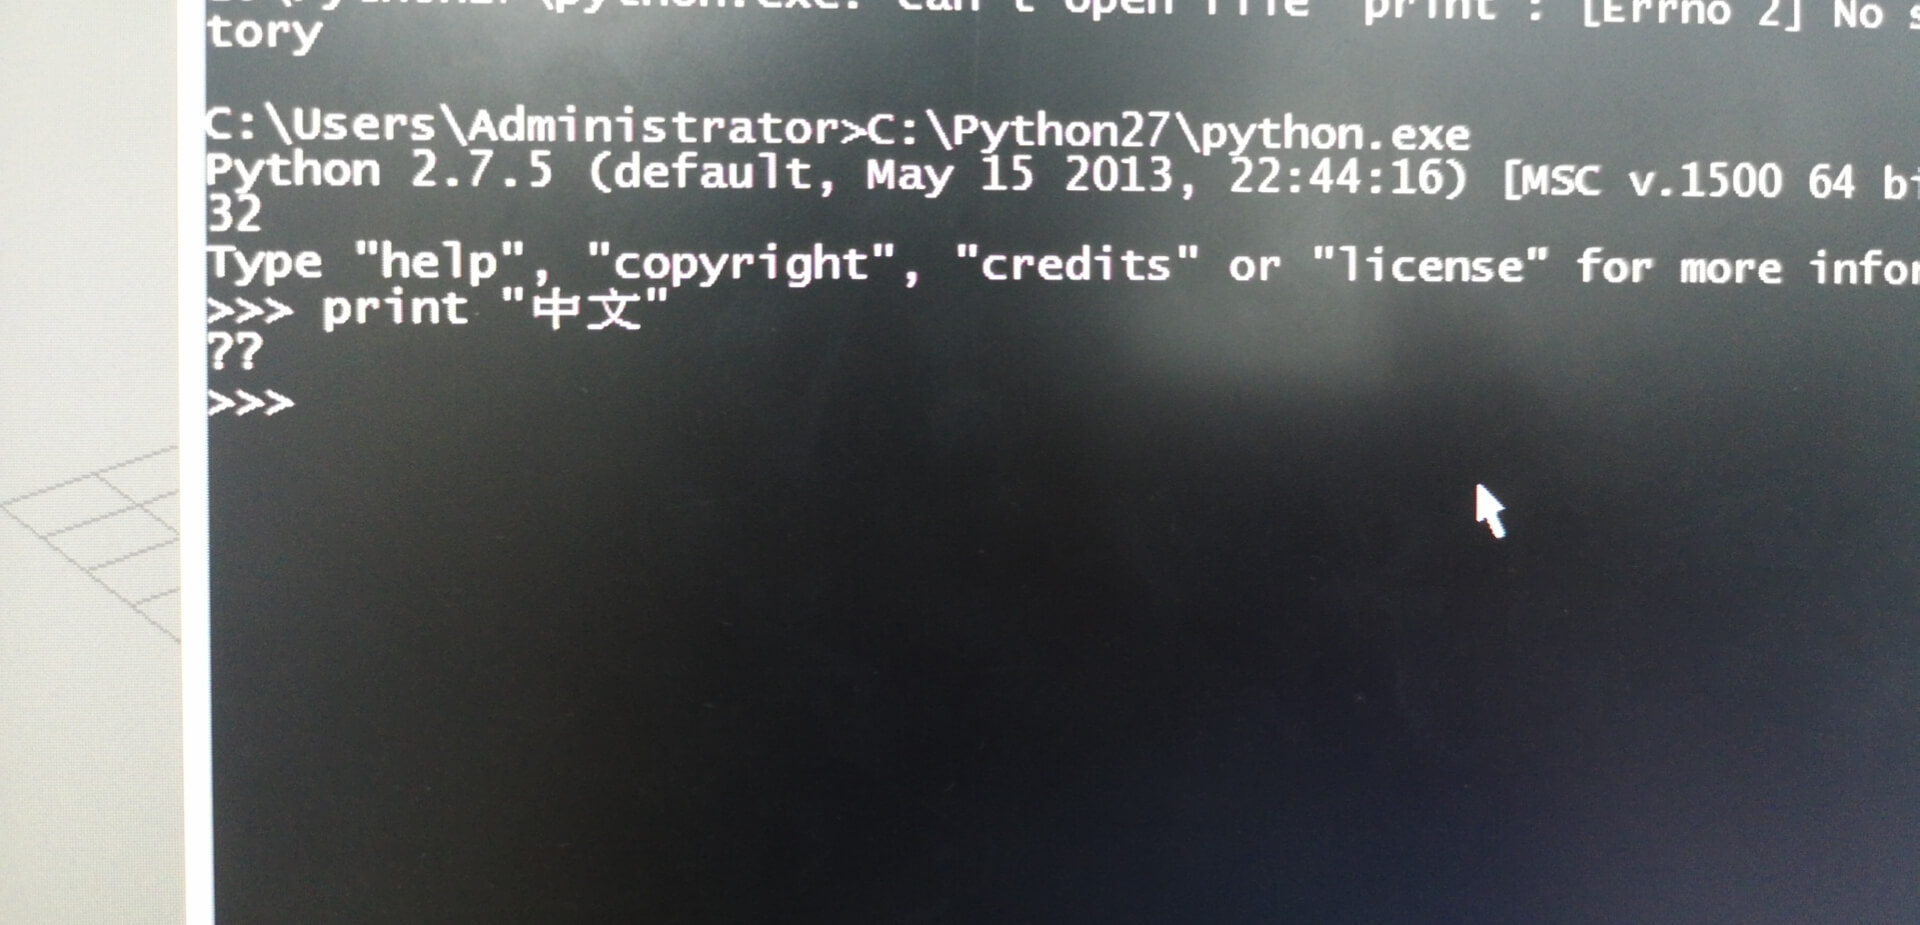 python.exe: can't open file 'print': [Errno 2] No
tory
C:\Users\Administrator>C:\Python27\python.exe
Python 2.7.5 (default, May 15 2013, 22:44:16) [MSC v.1500 64 bi
32
Type "help", "copyright", "credits" or "license" for more infor
>>> print "中文"
??
>>>